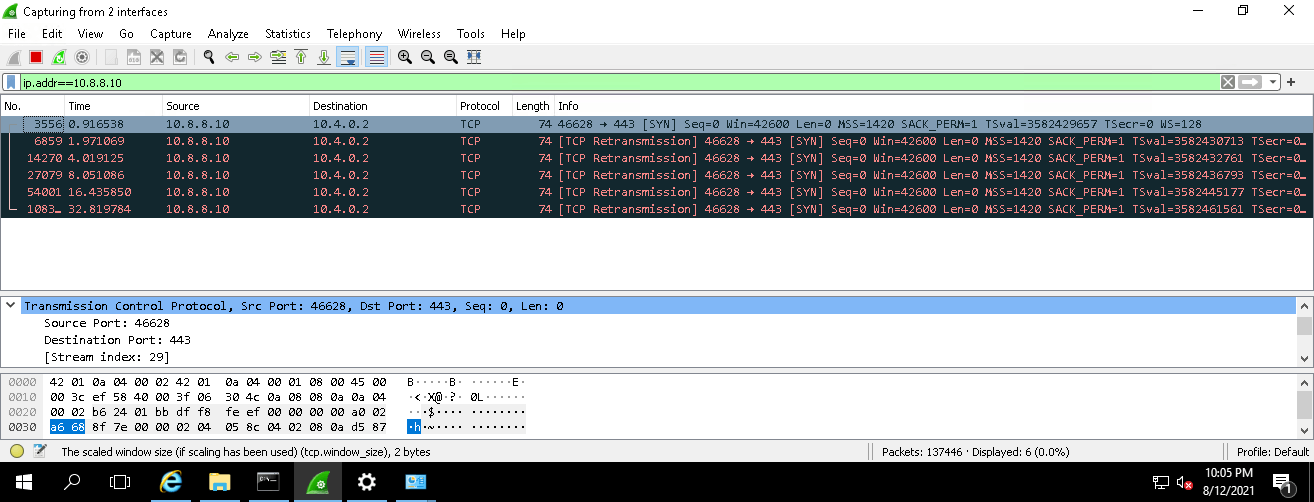 Capturing from 2 interfaces
File Edit View Go Capture Analyze Statistics Telephony Wireless Tools Help
ip.addr==10.8.8.10
No. Time Source Destination Protocol Length Info
3556 0.916538 10.8.8.10 10.4.0.2 TCP 74 46628 → 443 [SYN] Seq=0 Win=42600 Len=0 MSS=1420 SACK_PERM=1 TSval=3582429657 TSecr=0 WS=128
6859 1.971069 10.8.8.10 10.4.0.2 TCP 74 [TCP Retransmission] 46628 → 443 [SYN] Seq=0 Win=42600 Len=0 MSS=1420 SACK_PERM=1 TSval=3582430713 TSecr=0…
14270 4.019125 10.8.8.10 10.4.0.2 TCP 74 [TCP Retransmission] 46628 → 443 [SYN] Seq=0 Win=42600 Len=0 MSS=1420 SACK_PERM=1 TSval=3582432761 TSecr=0…
27079 8.051086 10.8.8.10 10.4.0.2 TCP 74 [TCP Retransmission] 46628 → 443 [SYN] Seq=0 Win=42600 Len=0 MSS=1420 SACK_PERM=1 TSval=3582436793 TSecr=0…
54001 16.435850 10.8.8.10 10.4.0.2 TCP 74 [TCP Retransmission] 46628 → 443 [SYN] Seq=0 Win=42600 Len=0 MSS=1420 SACK_PERM=1 TSval=3582445177 TSecr=0…
1083… 32.819784 10.8.8.10 10.4.0.2 TCP 74 [TCP Retransmission] 46628 → 443 [SYN] Seq=0 Win=42600 Len=0 MSS=1420 SACK_PERM=1 TSval=3582461561 TSecr=0…
Transmission Control Protocol, Src Port: 46628, Dst Port: 443, Seq: 0, Len: 0
Source Port: 46628
Destination Port: 443
[Stream index: 29]
0000 42 01 0a 04 00 02 42 01 0a 04 00 01 08 00 45 00 B·····B· ······E·
0010 00 3c ef 58 40 00 3f 06 30 4c 0a 08 08 0a 0a 04 ·<·X@·?· 0L······
0020 00 02 b6 24 01 bb df f8 fe ef 00 00 00 00 a0 02 ···$···· ········
0030 a6 68 8f 7e 00 00 02 04 05 8c 04 02 08 0a d5 87 ·h·~···· ········
The scaled window size (if scaling has been used) (tcp.window_size), 2 bytes
Packets: 137446 · Displayed: 6 (0.0%)
Profile: Default
10:05 PM
8/12/2021
1